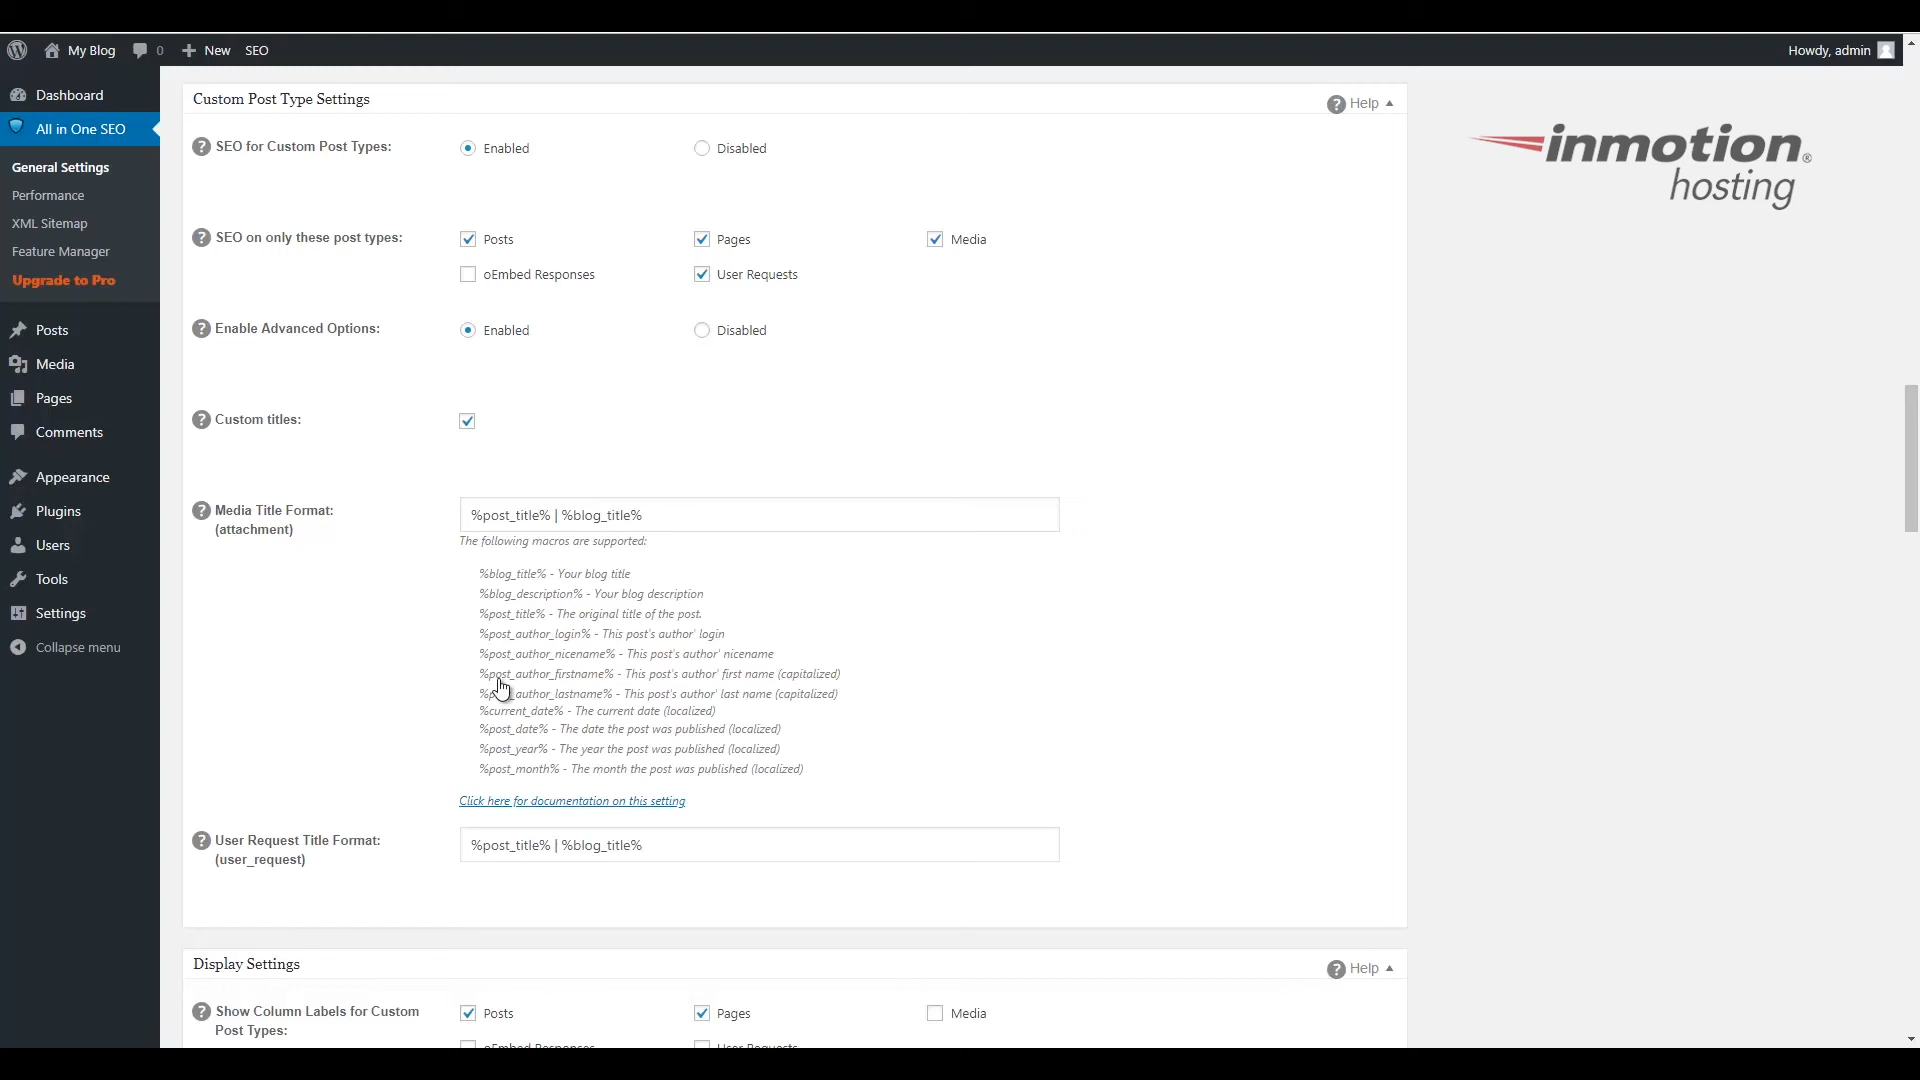 My Blog 0 New SEO Howdy, admin
Dashboard
All in One SEO
General Settings
Performance
XML Sitemap
Feature Manager
Upgrade to Pro
Posts
Media
Pages
Comments
Appearance
Plugins
Users
Tools
Settings
Collapse menu
Custom Post Type Settings
? Help
? SEO for Custom Post Types: Enabled Disabled
? SEO on only these post types: Posts Pages Media
oEmbed Responses User Requests
? Enable Advanced Options: Enabled Disabled
? Custom titles:
? Media Title Format:
(attachment)
%post_title% | %blog_title%
The following macros are supported:
%blog_title% - Your blog title
%blog_description% - Your blog description
%post_title% - The original title of the post.
%post_author_login% - This post's author' login
%post_author_nicename% - This post's author' nicename
%post_author_firstname% - This post's author' first name (capitalized)
%post_author_lastname% - This post's author' last name (capitalized)
%current_date% - The current date (localized)
%post_date% - The date the post was published (localized)
%post_year% - The year the post was published (localized)
%post_month% - The month the post was published (localized)
Click here for documentation on this setting
? User Request Title Format:
(user_request)
%post_title% | %blog_title%
Display Settings
? Help
? Show Column Labels for Custom
Post Types:
Posts Pages Media
oEmbed Responses User Requests
inmotion®
hosting